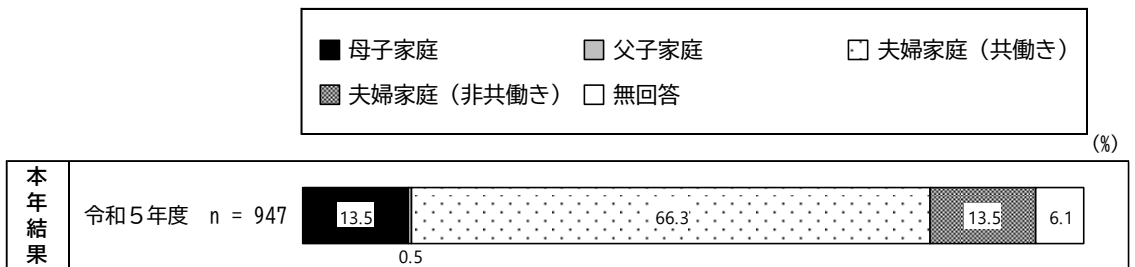 母子家庭 父子家庭 夫婦家庭（共働き）
夫婦家庭（非共働き） 無回答
(%)
本年結果
令和５年度 n = 947 13.5 66.3 13.5 6.1
0.5